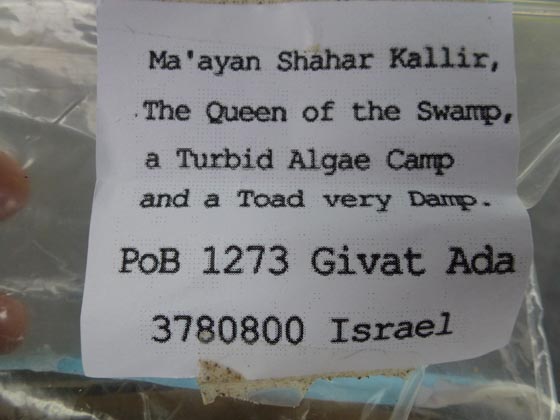 Ma'ayan Shahar Kallir,
The Queen of the Swamp,
a Turbid Algae Camp
and a Toad very Damp.
PoB 1273 Givat Ada
3780800 Israel